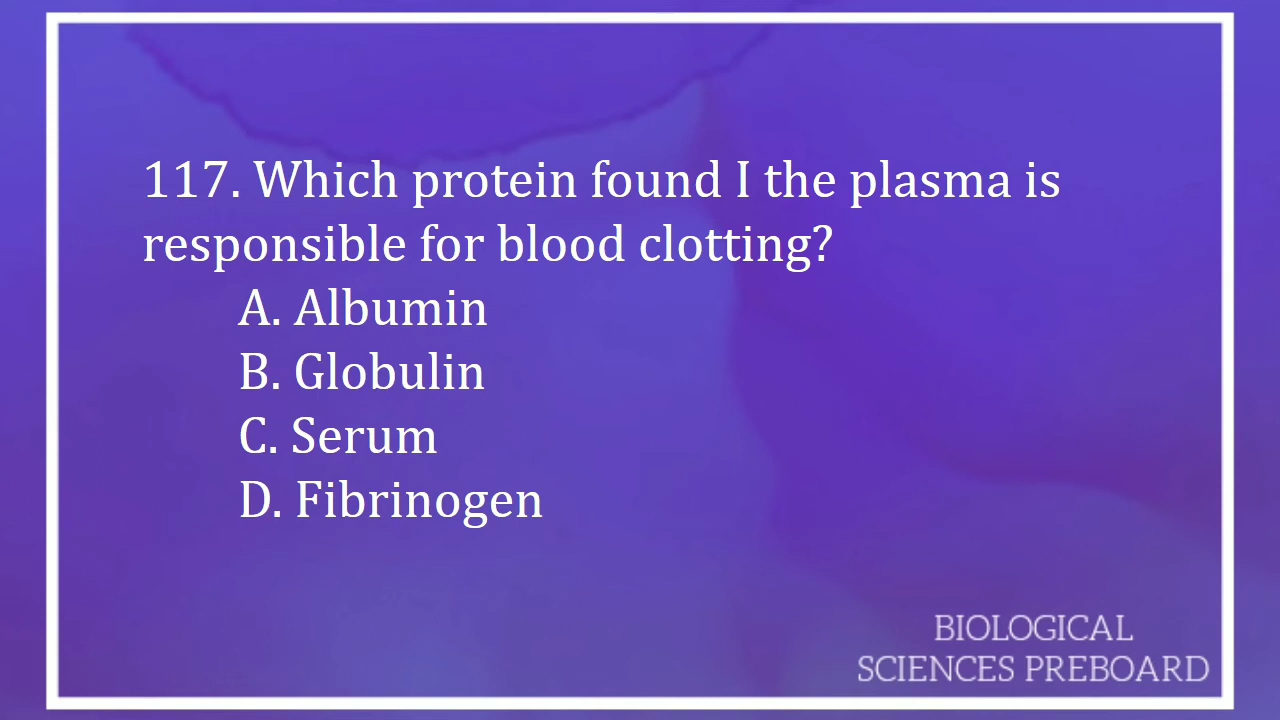 117. Which protein found I the plasma is
responsible for blood clotting?
A. Albumin
B. Globulin
C. Serum
D. Fibrinogen
BIOLOGICAL
SCIENCES PREBOARD